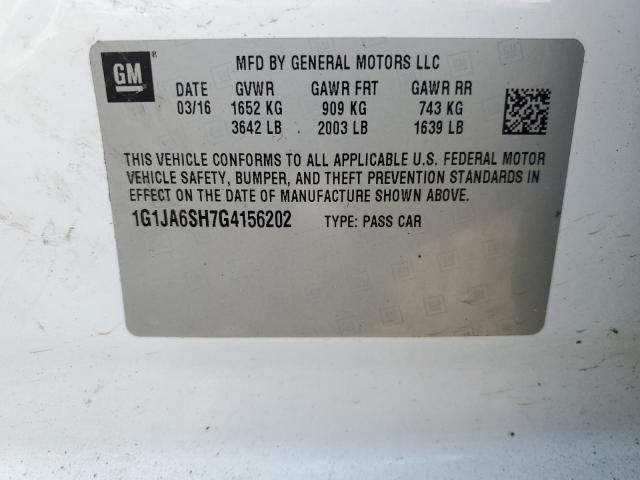 GM
MFD BY GENERAL MOTORS LLC
DATE GVWR GAWR FRT GAWR RR
03/16 1652 KG 909 KG 743 KG
3642 LB 2003 LB 1639 LB
THIS VEHICLE CONFORMS TO ALL APPLICABLE U.S. FEDERAL MOTOR
VEHICLE SAFETY, BUMPER, AND THEFT PREVENTION STANDARDS IN
EFFECT ON THE DATE OF MANUFACTURE SHOWN ABOVE.
1G1JA6SH7G4156202 TYPE: PASS CAR